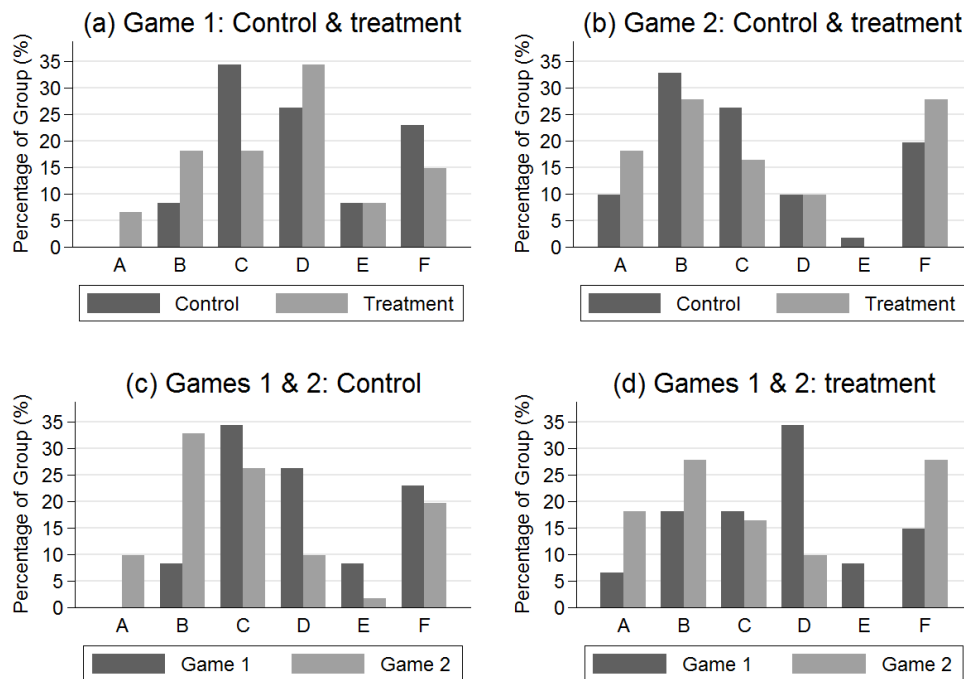 (a) Game 1: Control & treatment
Percentage of Group (%)
35
30
25
20
15
10
5
0
A B C D E F
Control Treatment
(b) Game 2: Control & treatment
Percentage of Group (%)
35
30
25
20
15
10
5
0
A B C D E F
Control Treatment
(c) Games 1 & 2: Control
Percentage of Group (%)
35
30
25
20
15
10
5
0
A B C D E F
Game 1 Game 2
(d) Games 1 & 2: treatment
Percentage of Group (%)
35
30
25
20
15
10
5
0
A B C D E F
Game 1 Game 2